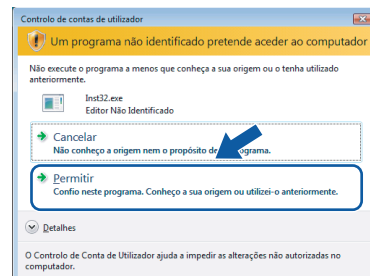 Controlo de contas de utilizador
Um programa não identificado pretende aceder ao computador
Não execute o programa a menos que conheça a sua origem ou o tenha utilizado
anteriormente.
Inst32.exe
Editor Não Identificado
Cancelar
Não conheço a origem nem o propósito de programa.
Permitir
Confio neste programa. Conheço a sua origem ou utilizei-o anteriormente.
Detalhes
O Controlo de Conta de Utilizador ajuda a impedir as alterações não autorizadas no
computador.